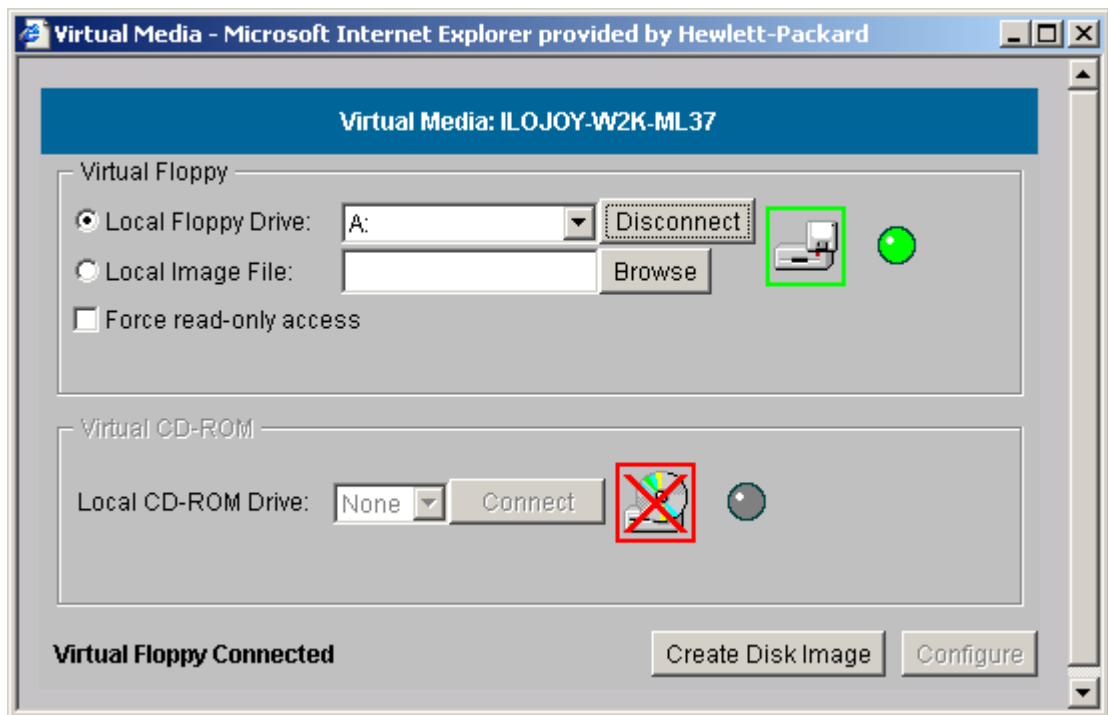 Virtual Media - Microsoft Internet Explorer provided by Hewlett-Packard
Virtual Media: ILOJOY-W2K-ML37
Virtual Floppy
Local Floppy Drive: A: Disconnect
Local Image File: Browse
Force read-only access
Virtual CD-ROM
Local CD-ROM Drive: None Connect
Virtual Floppy Connected Create Disk Image Configure